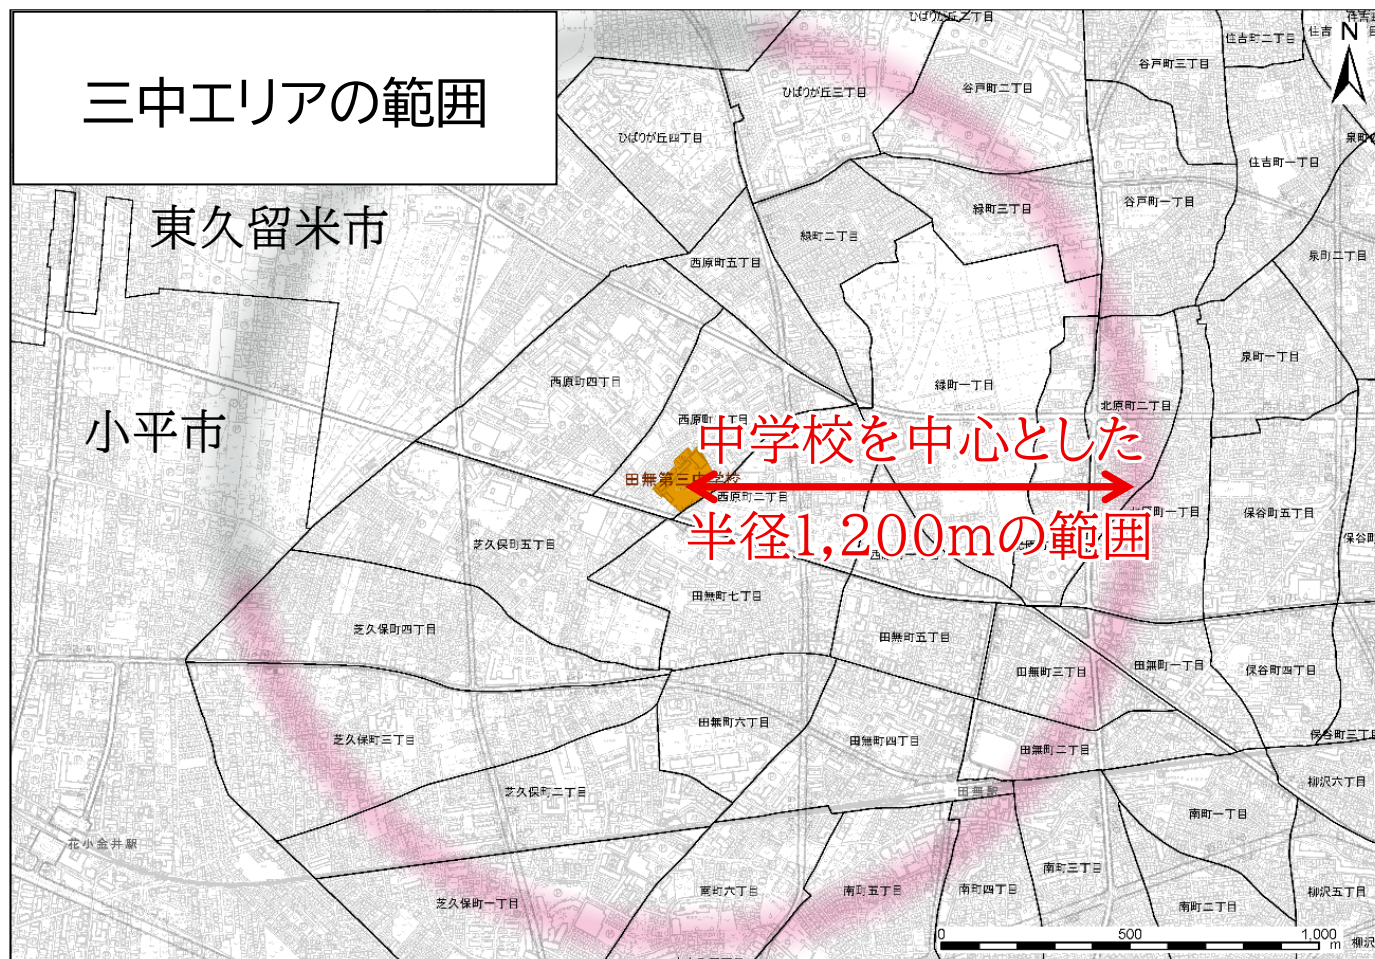 三中エリアの範囲
ひばりが丘二丁目
住吉町二丁目
N
谷戸町三丁目
谷戸町二丁目
ひばりが丘三丁目
ひばりが丘四丁目
住吉町一丁目
谷戸町一丁目
緑町三丁目
緑町二丁目
東久留米市
西原町五丁目
泉町二丁目
泉町一丁目
西原町四丁目
緑町一丁目
北原町二丁目
小平市
中学校を中心とした
田無第三中学校
西原町二丁目
半径1,200mの範囲
保谷町五丁目
芝久保町五丁目
田無町七丁目
芝久保町四丁目
田無町五丁目
田無町三丁目
田無町一丁目
保谷町四丁目
田無町六丁目
田無町四丁目
田無町二丁目
芝久保町三丁目
保谷町三丁目
柳沢六丁目
芝久保町二丁目
田無駅
南町一丁目
花小金井駅
南町三丁目
南町六丁目
南町五丁目
南町四丁目
柳沢五丁目
芝久保町一丁目
南町二丁目
0 500 1,000
m